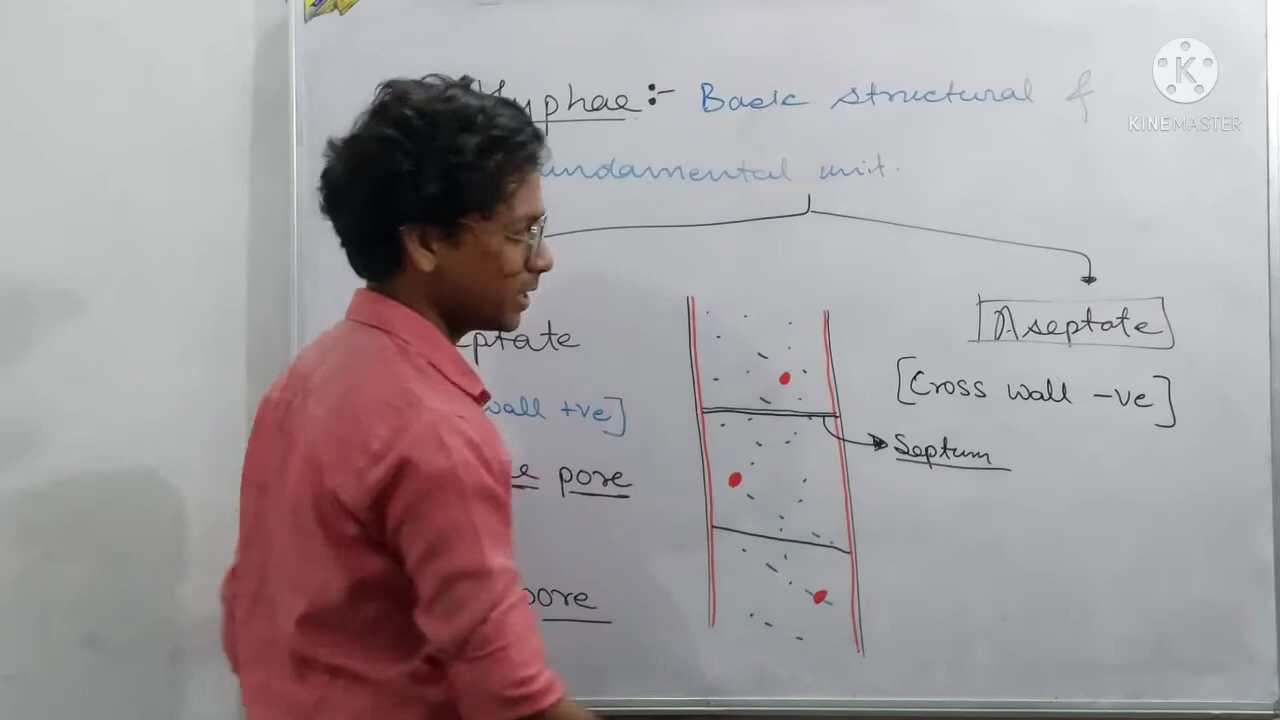 Hyphae :- Basic structural &
fundamental unit.
Septate
Aseptate
[Cross wall -ve]
wall +ve]
Septum
pore
pore
K
KINEMASTER